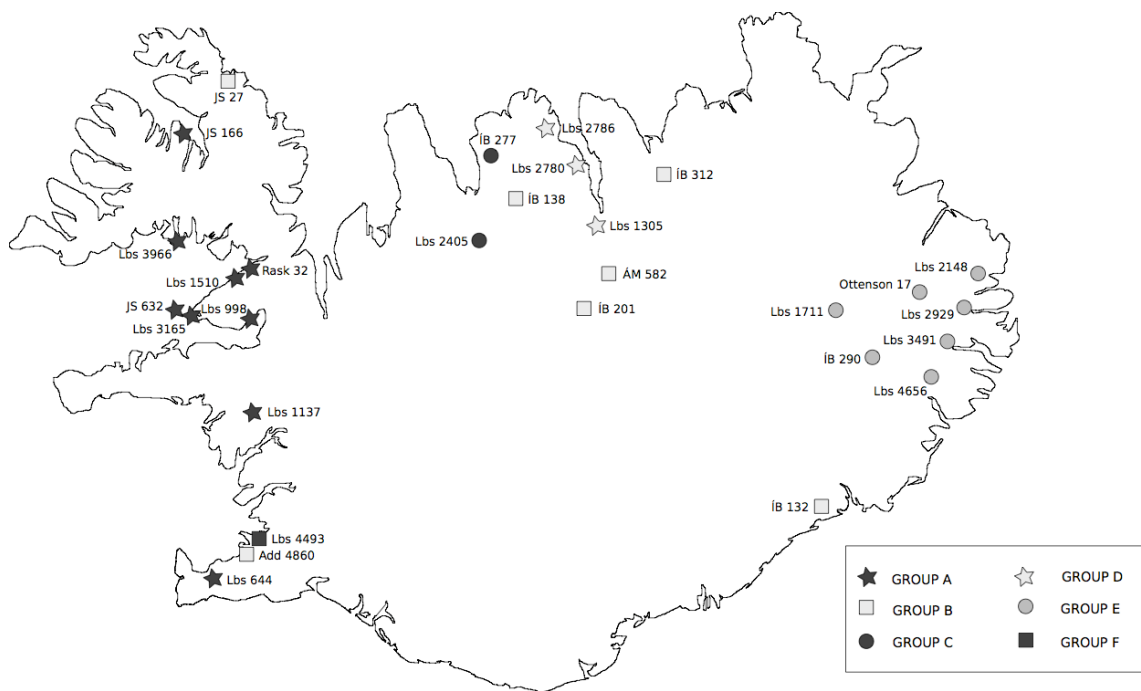 JS 27
JS 166
ÍB 277
Lbs 2786
Lbs 2780
ÍB 312
ÍB 138
Lbs 1305
Lbs 3966
Lbs 2405
Rask 32
Lbs 1510
ÁM 582
Lbs 2148
Ottenson 17
JS 632
Lbs 998
ÍB 201
Lbs 1711
Lbs 2929
Lbs 3165
Lbs 3491
ÍB 290
Lbs 4656
Lbs 1137
ÍB 132
Lbs 4493
Add 4860
Lbs 644
GROUP A
GROUP D
GROUP B
GROUP E
GROUP C
GROUP F